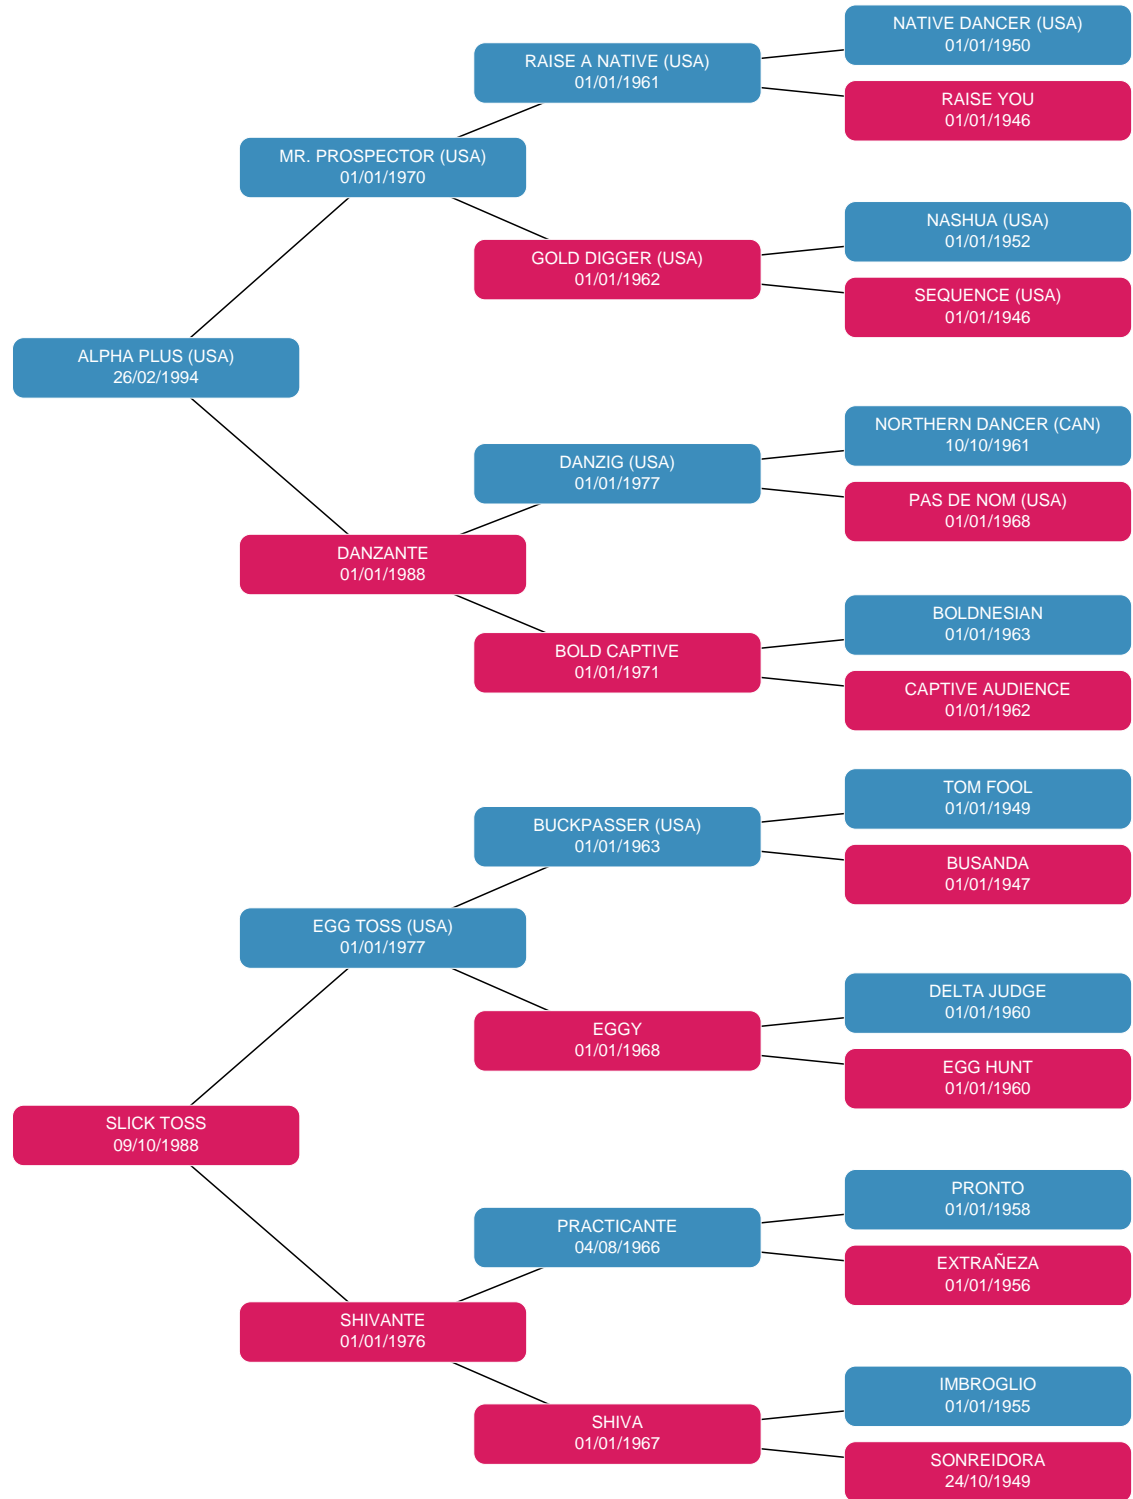 NATIVE DANCER (USA)
01/01/1950
RAISE A NATIVE (USA)
01/01/1961
RAISE YOU
01/01/1946
MR. PROSPECTOR (USA)
01/01/1970
NASHUA (USA)
01/01/1952
GOLD DIGGER (USA)
01/01/1962
SEQUENCE (USA)
01/01/1946
ALPHA PLUS (USA)
26/02/1994
NORTHERN DANCER (CAN)
10/10/1961
DANZIG (USA)
01/01/1977
PAS DE NOM (USA)
01/01/1968
DANZANTE
01/01/1988
BOLDNESIAN
01/01/1963
BOLD CAPTIVE
01/01/1971
CAPTIVE AUDIENCE
01/01/1962
TOM FOOL
01/01/1949
BUCKPASSER (USA)
01/01/1963
BUSANDA
01/01/1947
EGG TOSS (USA)
01/01/1977
DELTA JUDGE
01/01/1960
EGGY
01/01/1968
EGG HUNT
01/01/1960
SLICK TOSS
09/10/1988
PRONTO
01/01/1958
PRACTICANTE
04/08/1966
EXTRAÑEZA
01/01/1956
SHIVANTE
01/01/1976
IMBROGLIO
01/01/1955
SHIVA
01/01/1967
SONREIDORA
24/10/1949